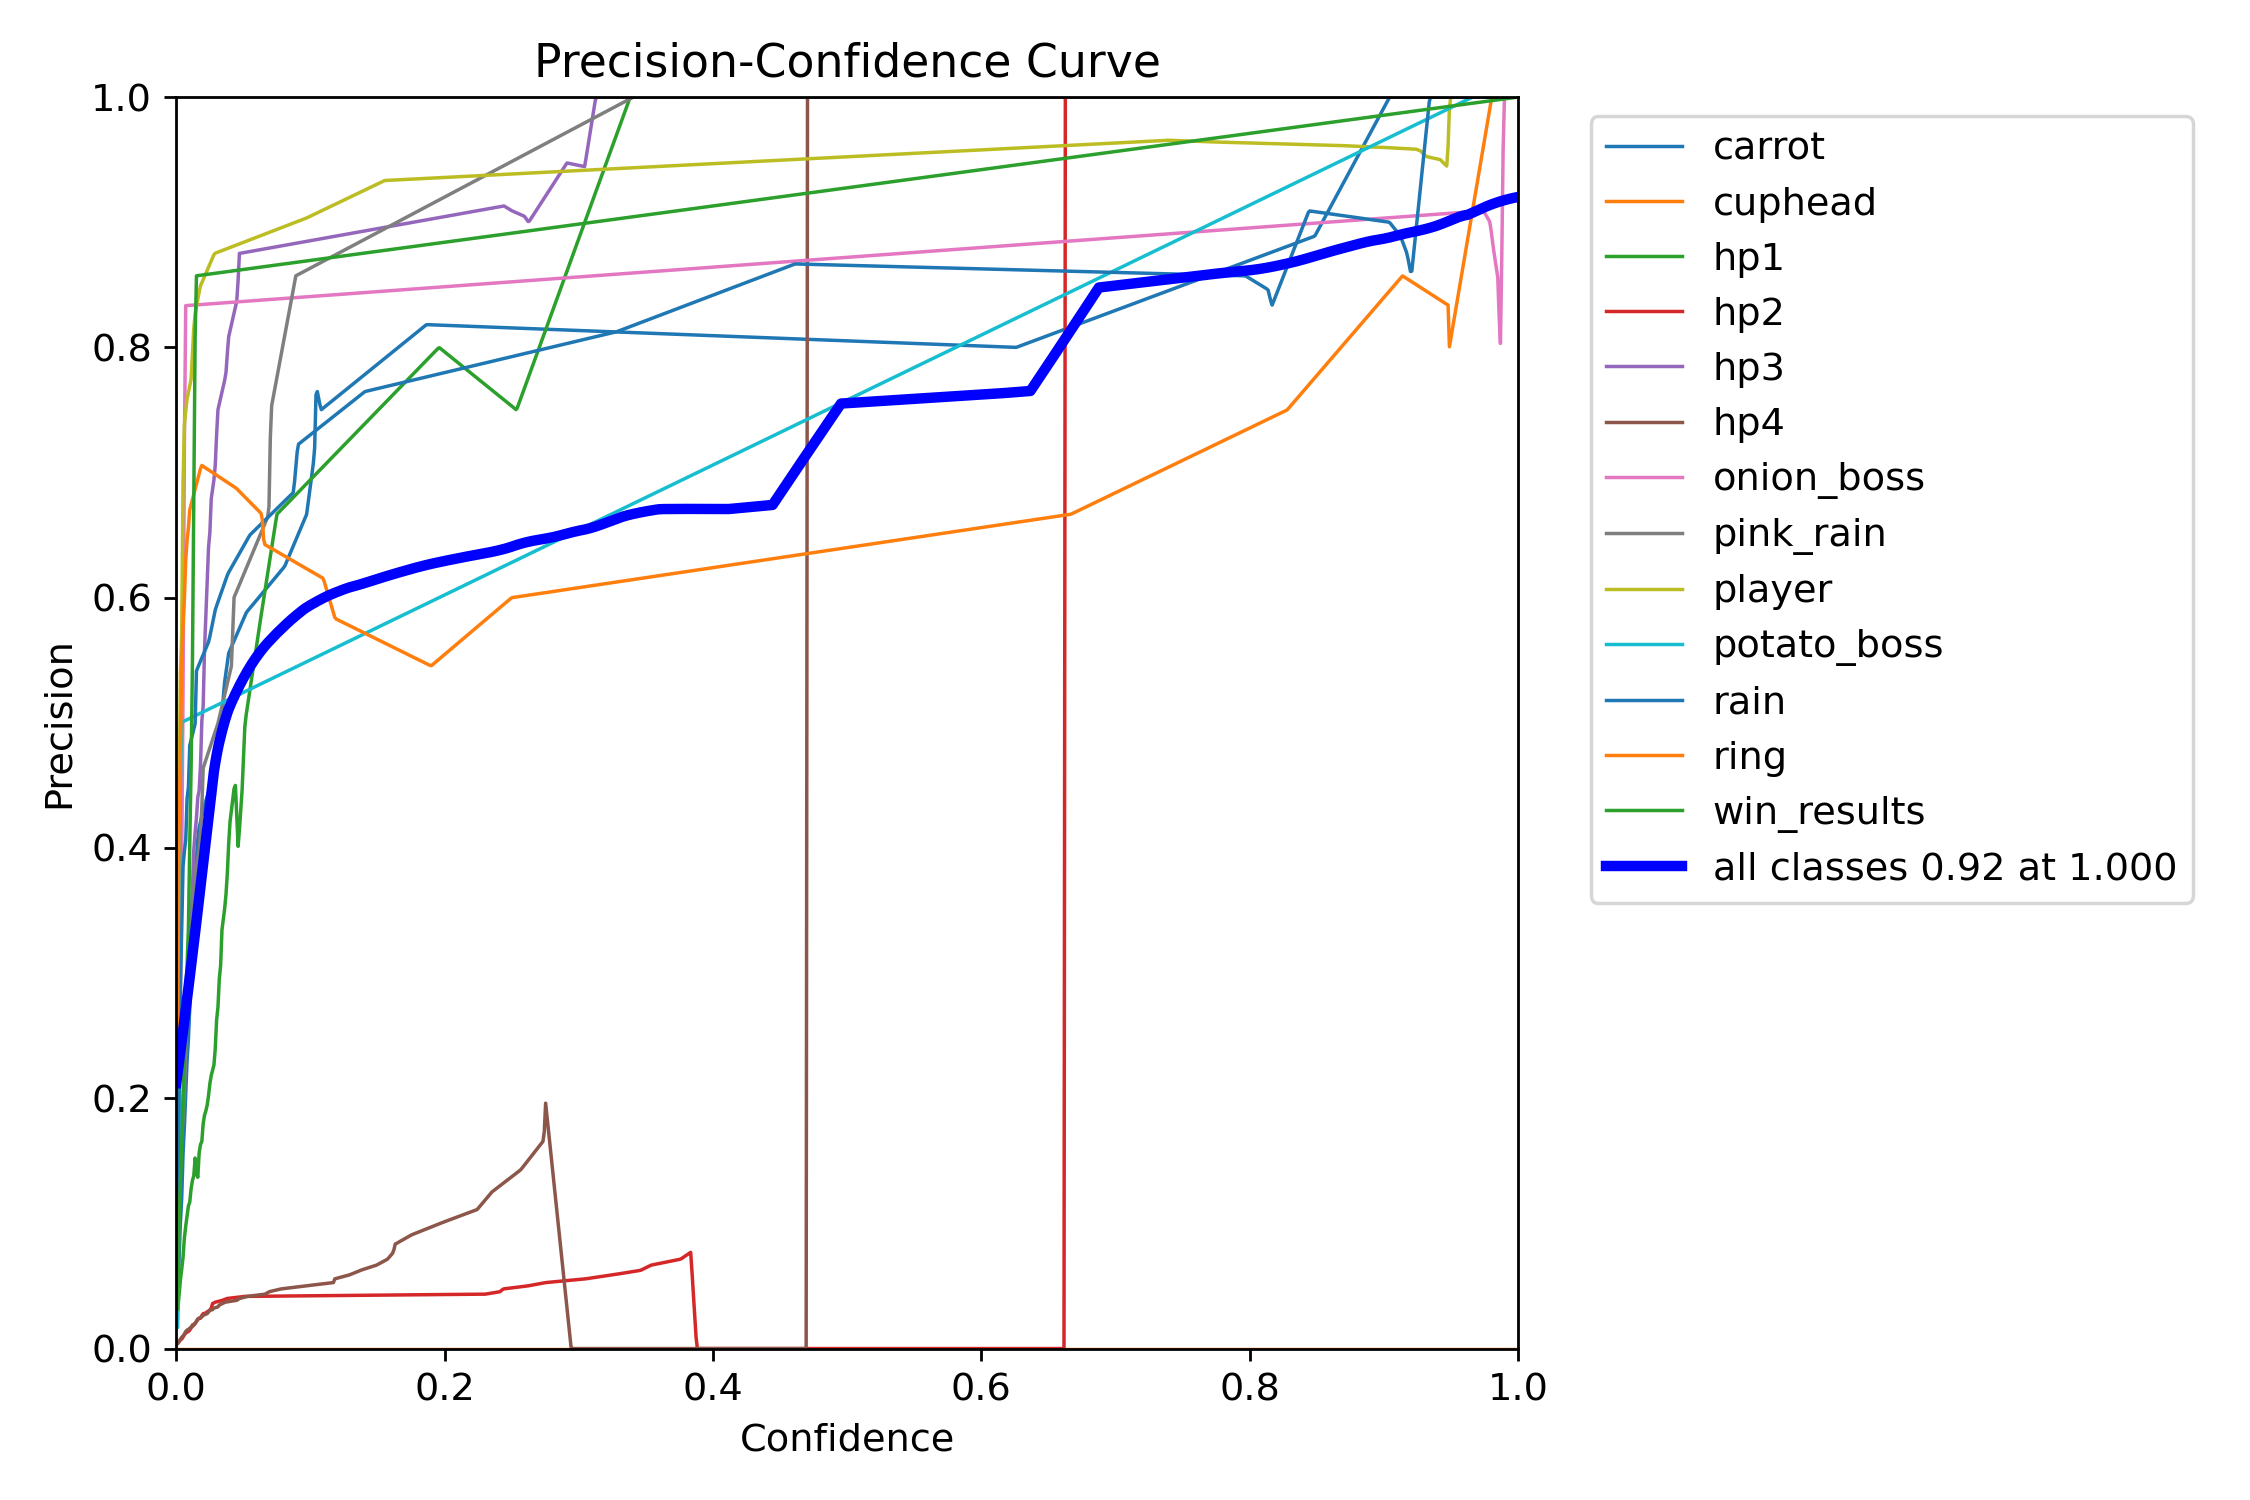 Precision-Confidence Curve
1.0
0.8
0.6
0.4
0.2
0.0
Precision
0.0 0.2 0.4 0.6 0.8 1.0
Confidence
carrot
cuphead
hp1
hp2
hp3
hp4
onion_boss
pink_rain
player
potato_boss
rain
ring
win_results
all classes 0.92 at 1.000